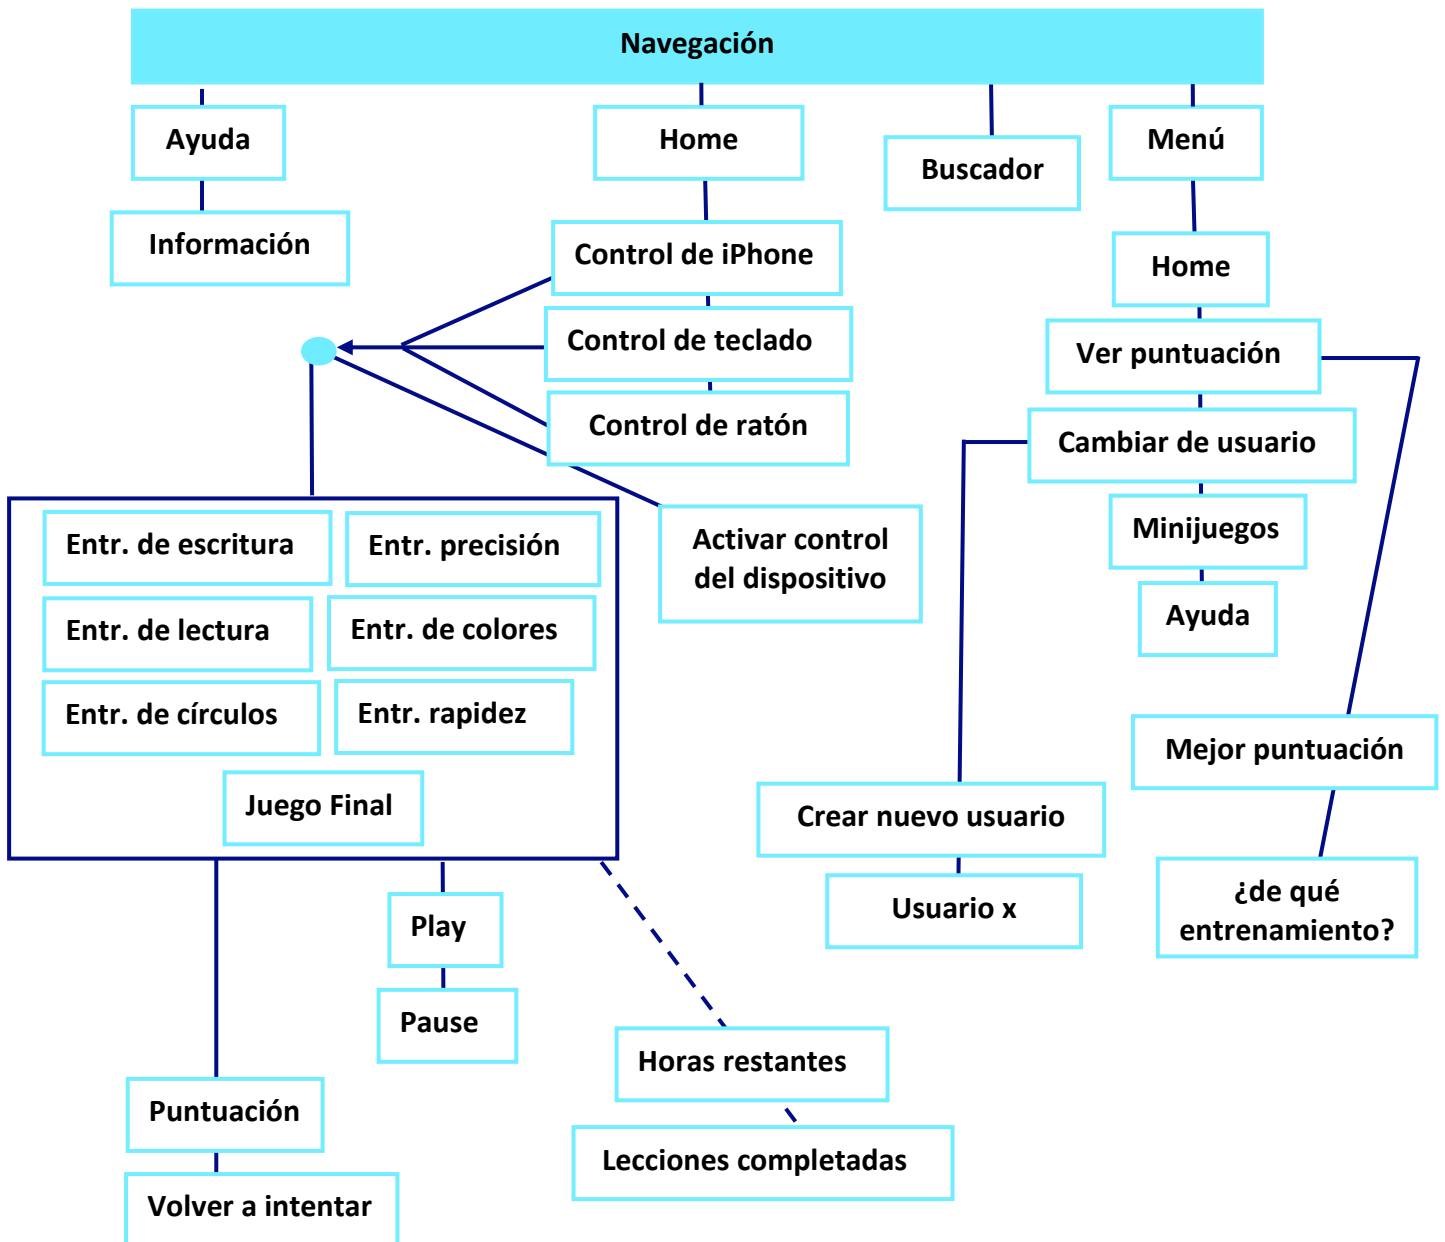 Navegación
Ayuda
Home
Buscador
Menú
Información
Control de iPhone
Home
Control de teclado
Ver puntuación
Control de ratón
Cambiar de usuario
Entr. de escritura
Entr. precisión
Activar control
del dispositivo
Minijuegos
Entr. de lectura
Entr. de colores
Ayuda
Entr. de círculos
Entr. rapidez
Mejor puntuación
Juego Final
Crear nuevo usuario
¿de qué
entrenamiento?
Usuario x
Play
Pause
Horas restantes
Puntuación
Lecciones completadas
Volver a intentar